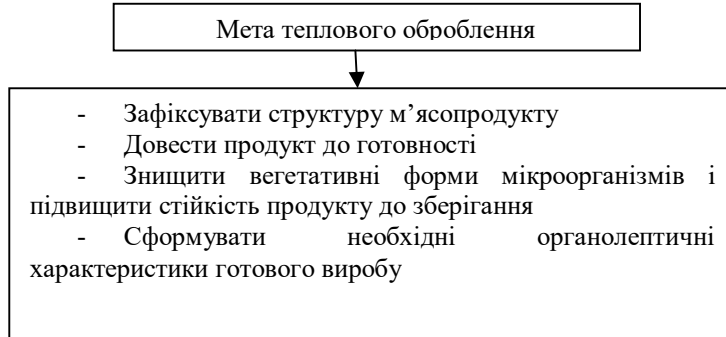 Мета теплового оброблення
- Зафіксувати структуру м’ясопродукту
- Довести продукт до готовності
- Знищити вегетативні форми мікроорганізмів і
підвищити стійкість продукту до зберігання
- Сформувати необхідні органолептичні
характеристики готового виробу